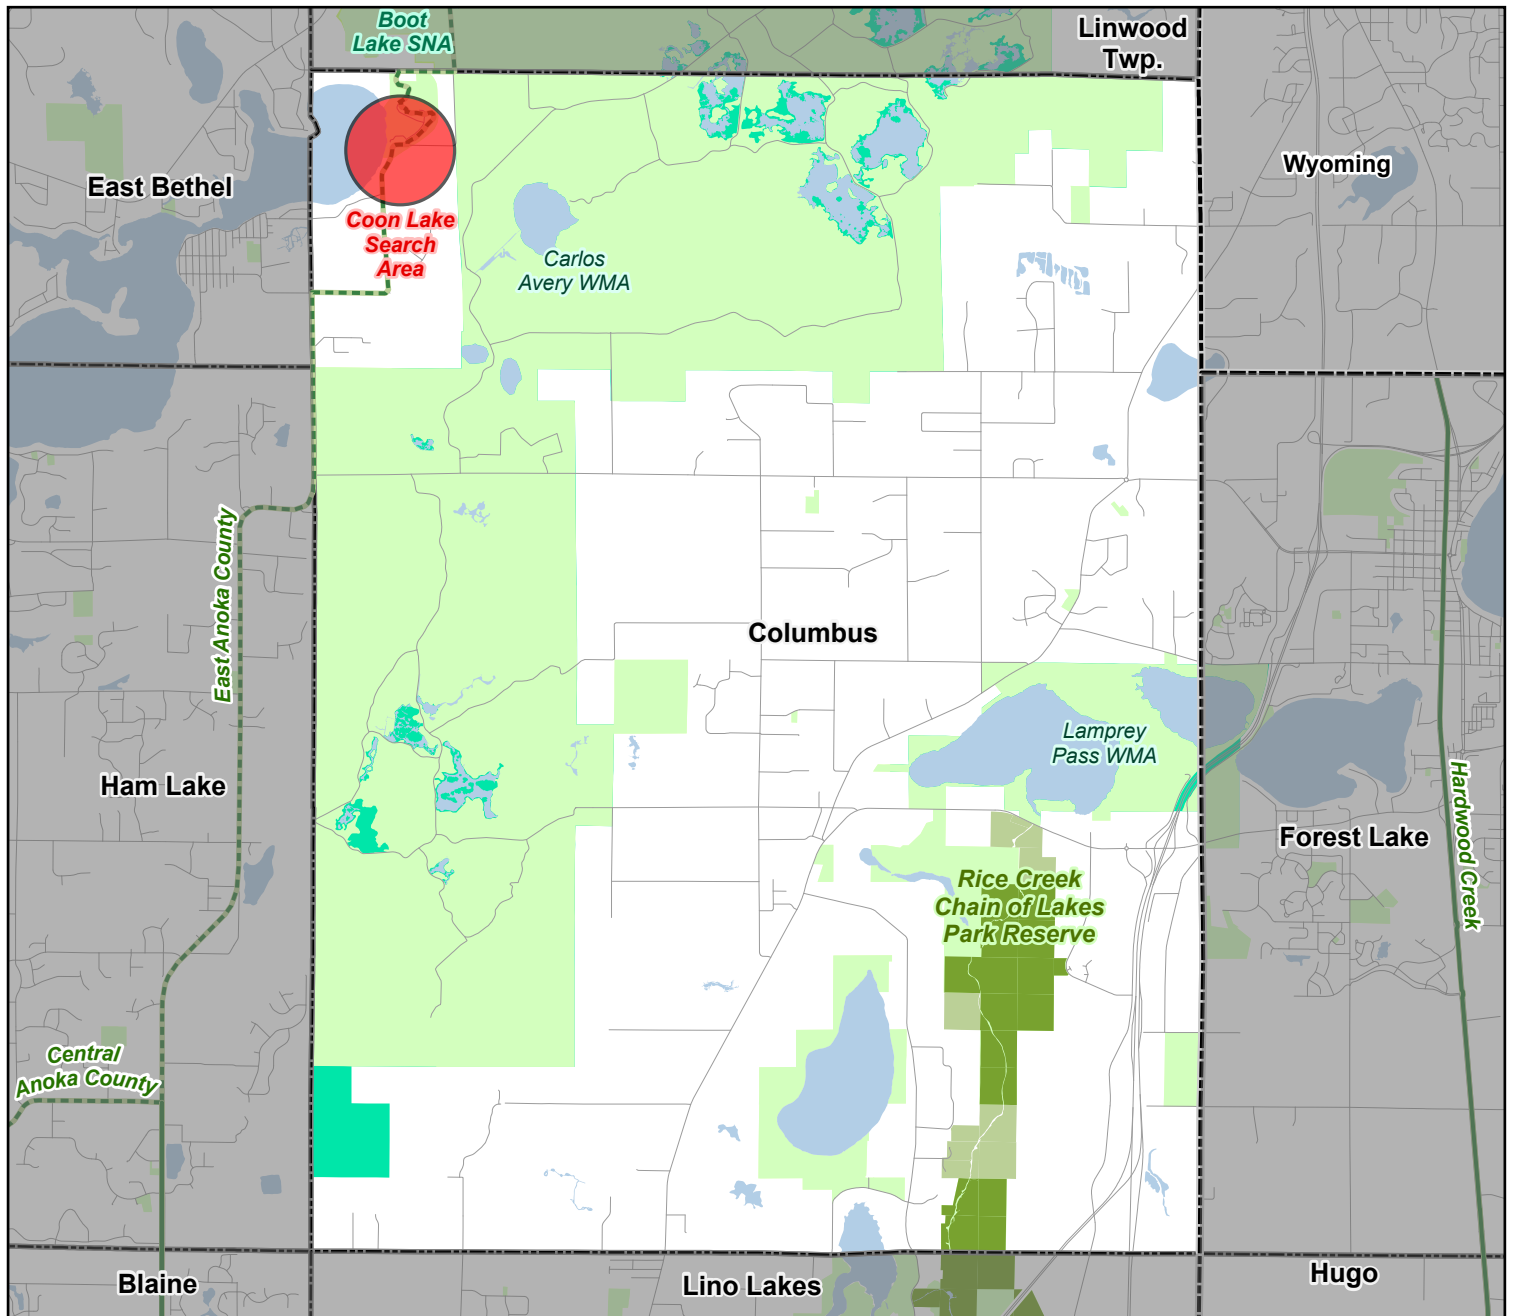 Boot
Lake SNA
Linwood
Twp.
East Bethel
Wyoming
Coon Lake
Search
Area
Carlos
Avery WMA
East Anoka County
Columbus
Lamprey
Pass WMA
Ham Lake
Hardwood Creek
Forest Lake
Rice Creek
Chain of Lakes
Park Reserve
Central
Anoka County
Blaine
Lino Lakes
Hugo